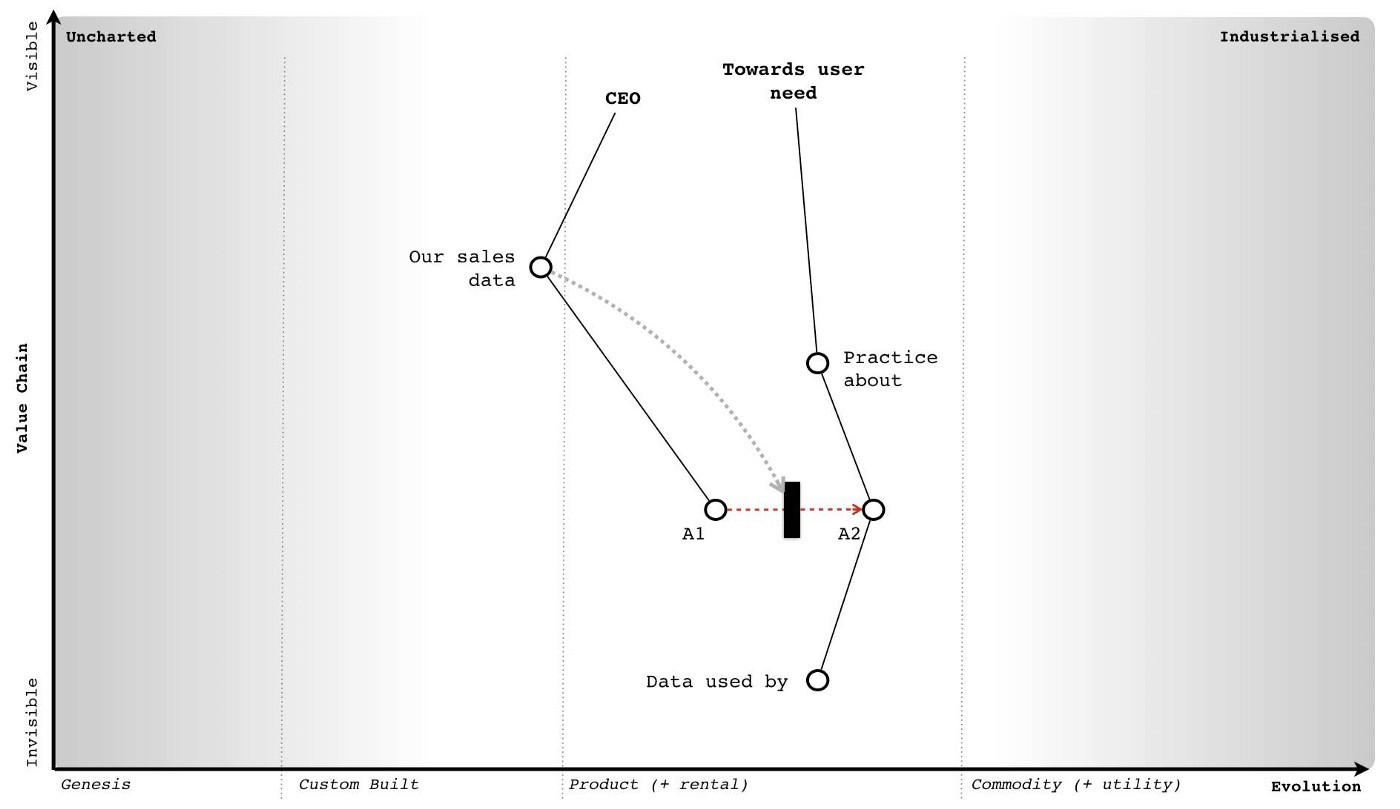 Visible
Uncharted
Industrialised
Towards user
need
CEO
Our sales
data
Practice
about
Value Chain
A1
A2
Data used by
Invisible
Genesis
Custom Built
Product (+ rental)
Commodity (+ utility)
Evolution